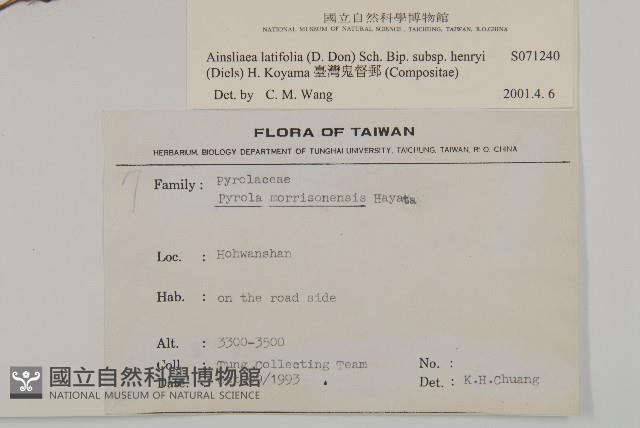 國立自然科學博物館
NATIONAL MUSEUM OF NATURAL SCIENCE, TAICHUNG, TAIWAN, R.O.CHINA
Ainsliaea latifolia (D. Don) Sch. Bip. subsp. henryi S071240
(Diels) H. Koyama 臺灣鬼督郵 (Compositae)
Det. by C. M. Wang 2001.4. 6
FLORA OF TAIWAN
HERBARIUM, BIOLOGY DEPARTMENT OF TUNGHAI UNIVERSITY, TAICHUNG, TAIWAN, R. O. CHINA
7
Family : Pyrolaceae
Pyrola morrisonensis Hayata
Loc. : Hohwanshan
Hab. : on the road side
Alt. : 3300-3500
Coll. : Tung Collecting Team No. :
Date: /1993 Det. : K.H.Chuang
國立自然科學博物館
NATIONAL MUSEUM OF NATURAL SCIENCE